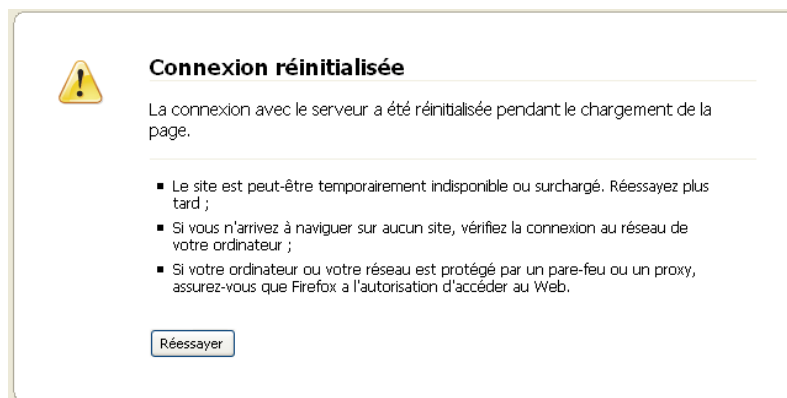 Connexion réinitialisée
La connexion avec le serveur a été réinitialisée pendant le chargement de la
page.
Le site est peut-être temporairement indisponible ou surchargé. Réessayez plus
tard ;
Si vous n'arrivez à naviguer sur aucun site, vérifiez la connexion au réseau de
votre ordinateur ;
Si votre ordinateur ou votre réseau est protégé par un pare-feu ou un proxy,
assurez-vous que Firefox a l'autorisation d'accéder au Web.
Réessayer